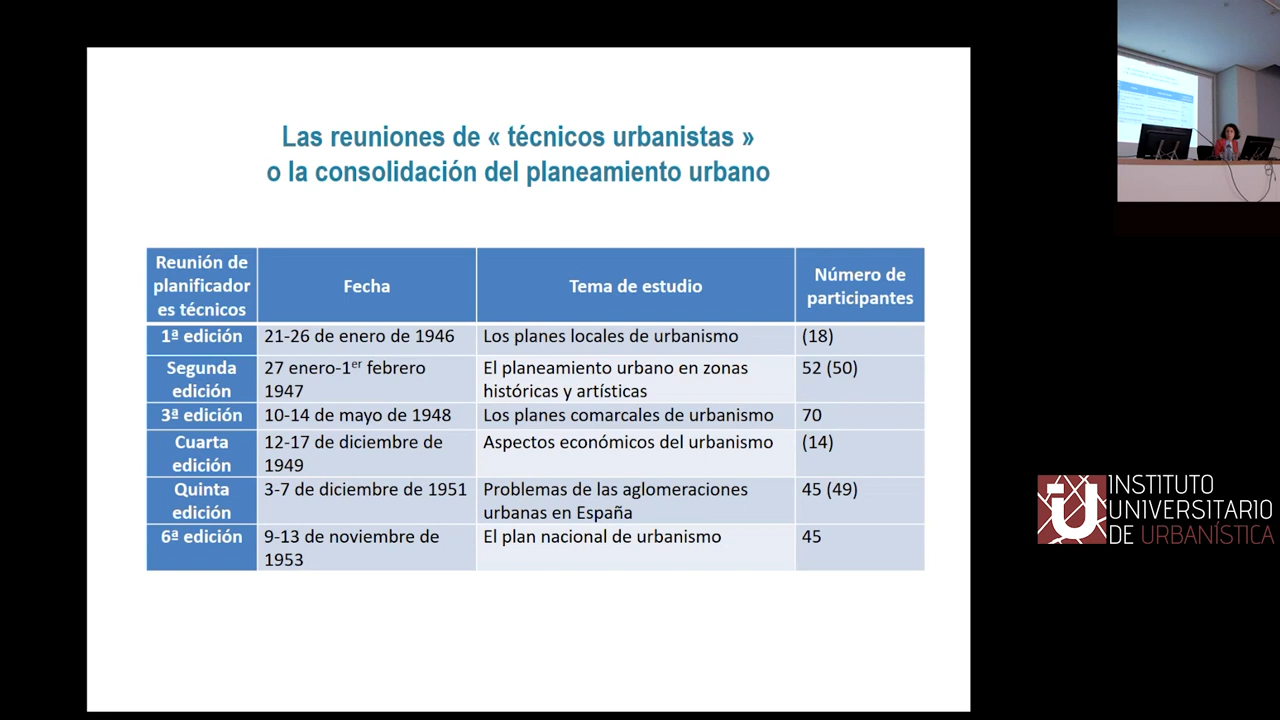 Las reuniones de « técnicos urbanistas »
o la consolidación del planeamiento urbano
Reunión de
planificador
es técnicos
Fecha
Tema de estudio
Número de
participantes
1ª edición
21-26 de enero de 1946
Los planes locales de urbanismo
(18)
Segunda
edición
27 enero-1er febrero
1947
El planeamiento urbano en zonas
históricas y artísticas
52 (50)
3ª edición
10-14 de mayo de 1948
Los planes comarcales de urbanismo
70
Cuarta
edición
12-17 de diciembre de
1949
Aspectos económicos del urbanismo
(14)
Quinta
edición
3-7 de diciembre de 1951
Problemas de las aglomeraciones
urbanas en España
45 (49)
6ª edición
9-13 de noviembre de
1953
El plan nacional de urbanismo
45
INSTITUTO
UNIVERSITARIO
DE URBANÍSTICA